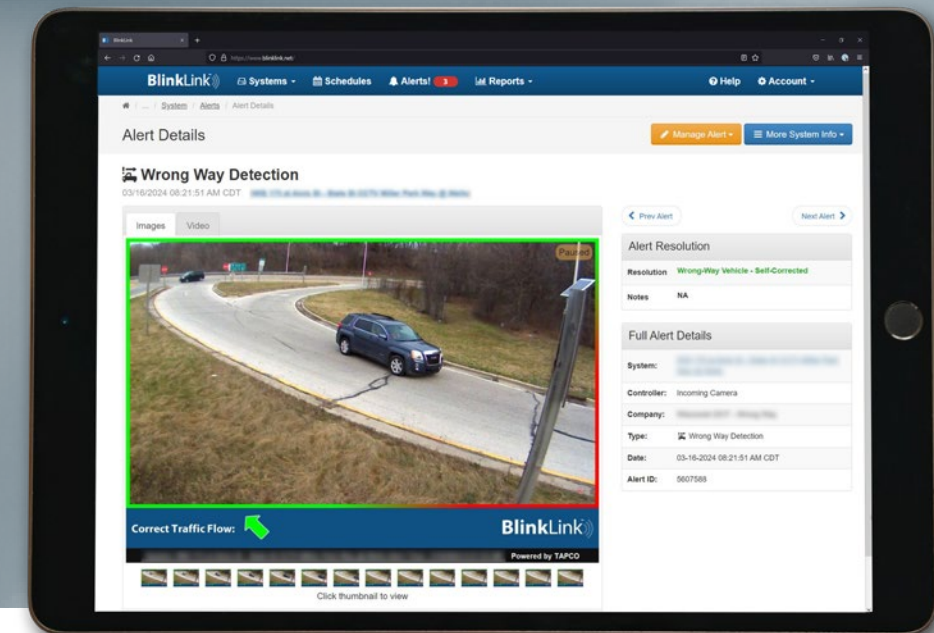 BlinkLink
https://www.blinklink.net/
BlinkLink
Systems
Schedules
Alerts! 3
Reports
Help
Account
/ ... / System / Alerts / Alert Details
Alert Details
Manage Alert
More System Info
Wrong Way Detection
03/16/2024 08:21:51 AM CDT
Images
Video
Paused
Correct Traffic Flow:
BlinkLink
Powered by TAPCO
Click thumbnail to view
Prev Alert
Next Alert
Alert Resolution
Resolution Wrong-Way Vehicle - Self-Corrected
Notes NA
Full Alert Details
System:
Controller: Incoming Camera
Company:
Type: Wrong Way Detection
Date: 03-16-2024 08:21:51 AM CDT
Alert ID: 5607588